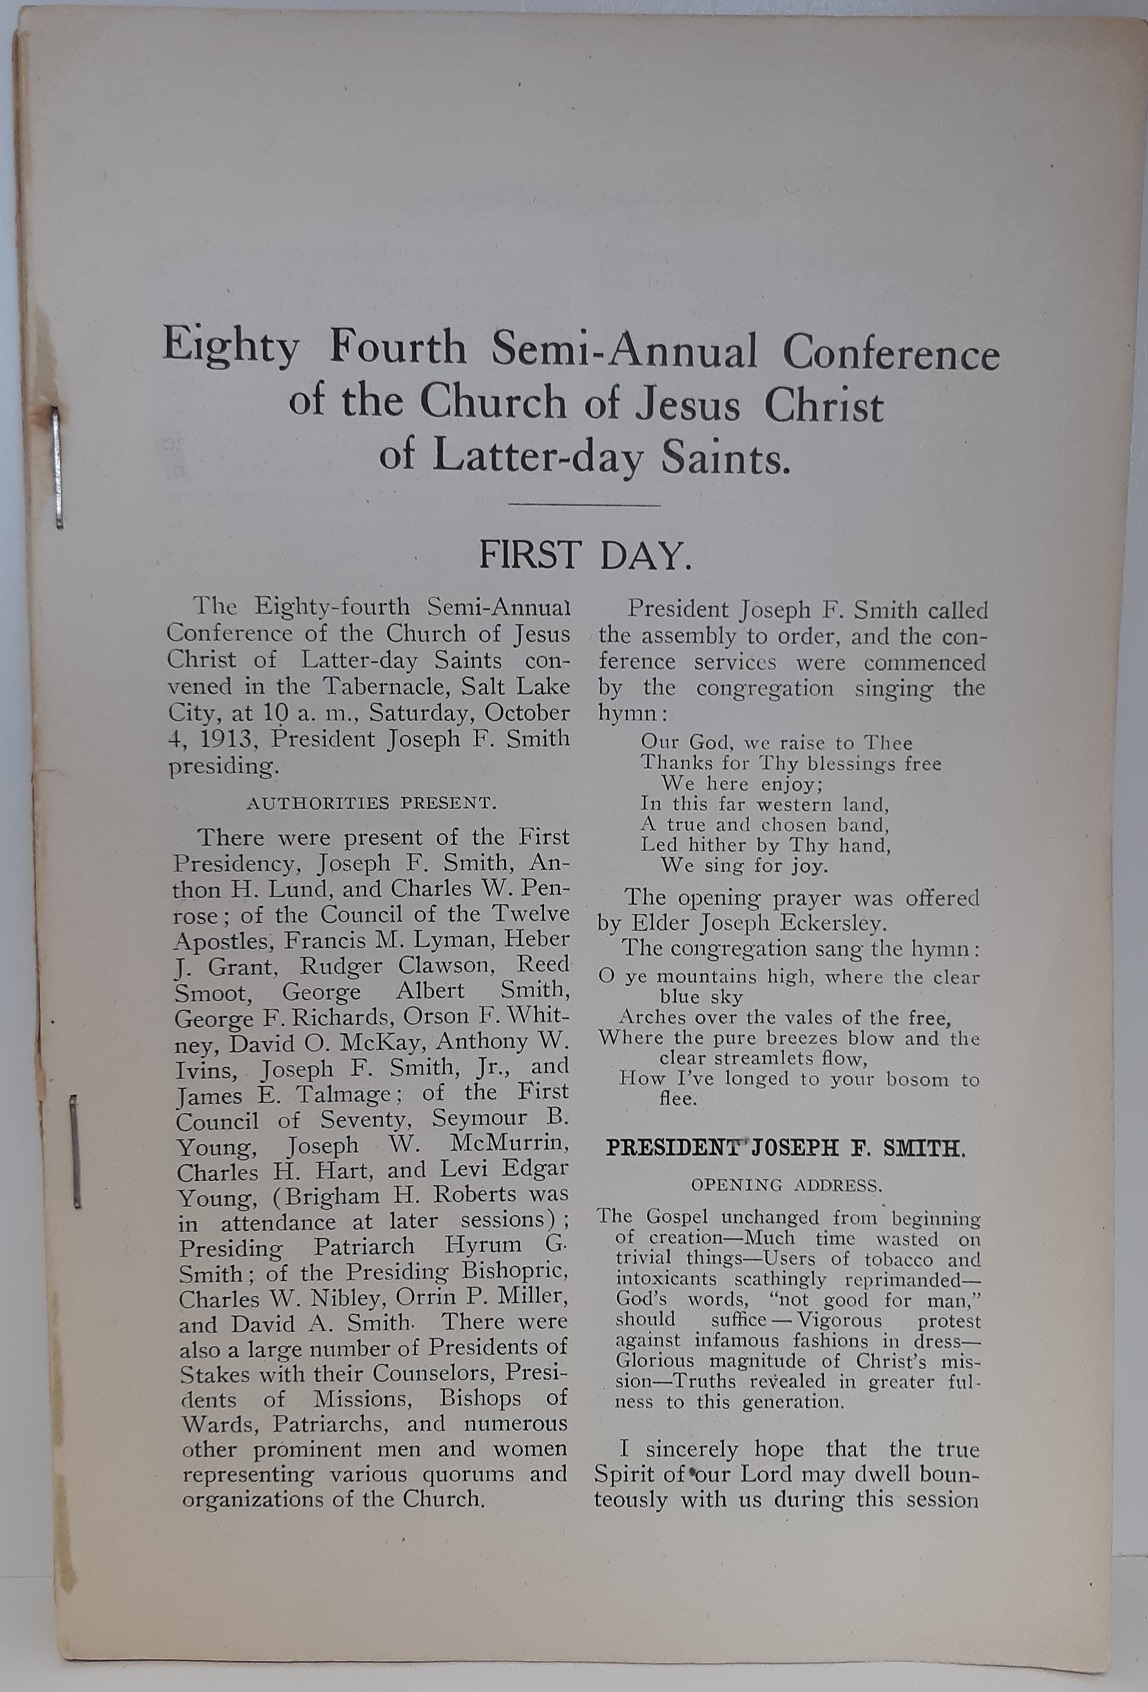 Eighty Fourth Semi-Annual Conference
of the Church of Jesus Christ
of Latter-day Saints.
FIRST DAY.
The Eighty-fourth Semi-Annual
Conference of the Church of Jesus
Christ of Latter-day Saints con-
vened in the Tabernacle, Salt Lake
City, at 10 a. m., Saturday, October
4, 1913, President Joseph F. Smith
presiding.
AUTHORITIES PRESENT.
There were present of the First
Presidency, Joseph F. Smith, An-
thon H. Lund, and Charles W. Pen-
rose; of the Council of the Twelve
Apostles, Francis M. Lyman, Heber
J. Grant, Rudger Clawson, Reed
Smoot, George Albert Smith,
George F. Richards, Orson F. Whit-
ney, David O. McKay, Anthony W.
Ivins, Joseph F. Smith, Jr., and
James E. Talmage; of the First
Council of Seventy, Seymour B.
Young, Joseph W. McMurrin,
Charles H. Hart, and Levi Edgar
Young, (Brigham H. Roberts was
in attendance at later sessions);
Presiding Patriarch Hyrum G.
Smith; of the Presiding Bishopric,
Charles W. Nibley, Orrin P. Miller,
and David A. Smith. There were
also a large number of Presidents of
Stakes with their Counselors, Presi-
dents of Missions, Bishops of
Wards, Patriarchs, and numerous
other prominent men and women
representing various quorums and
organizations of the Church.
President Joseph F. Smith called
the assembly to order, and the con-
ference services were commenced
by the congregation singing the
hymn:
Our God, we raise to Thee
Thanks for Thy blessings free
We here enjoy;
In this far western land,
A true and chosen band,
Led hither by Thy hand,
We sing for joy.
The opening prayer was offered
by Elder Joseph Eckersley.
The congregation sang the hymn:
O ye mountains high, where the clear
blue sky
Arches over the vales of the free,
Where the pure breezes blow and the
clear streamlets flow,
How I've longed to your bosom to
flee.
PRESIDENT JOSEPH F. SMITH.
OPENING ADDRESS.
The Gospel unchanged from beginning
of creation—Much time wasted on
trivial things—Users of tobacco and
intoxicants scathingly reprimanded—
God's words, "not good for man,"
should suffice—Vigorous protest
against infamous fashions in dress—
Glorious magnitude of Christ's mis-
sion—Truths revealed in greater ful-
ness to this generation.
I sincerely hope that the true
Spirit of our Lord may dwell boun-
teously with us during this session